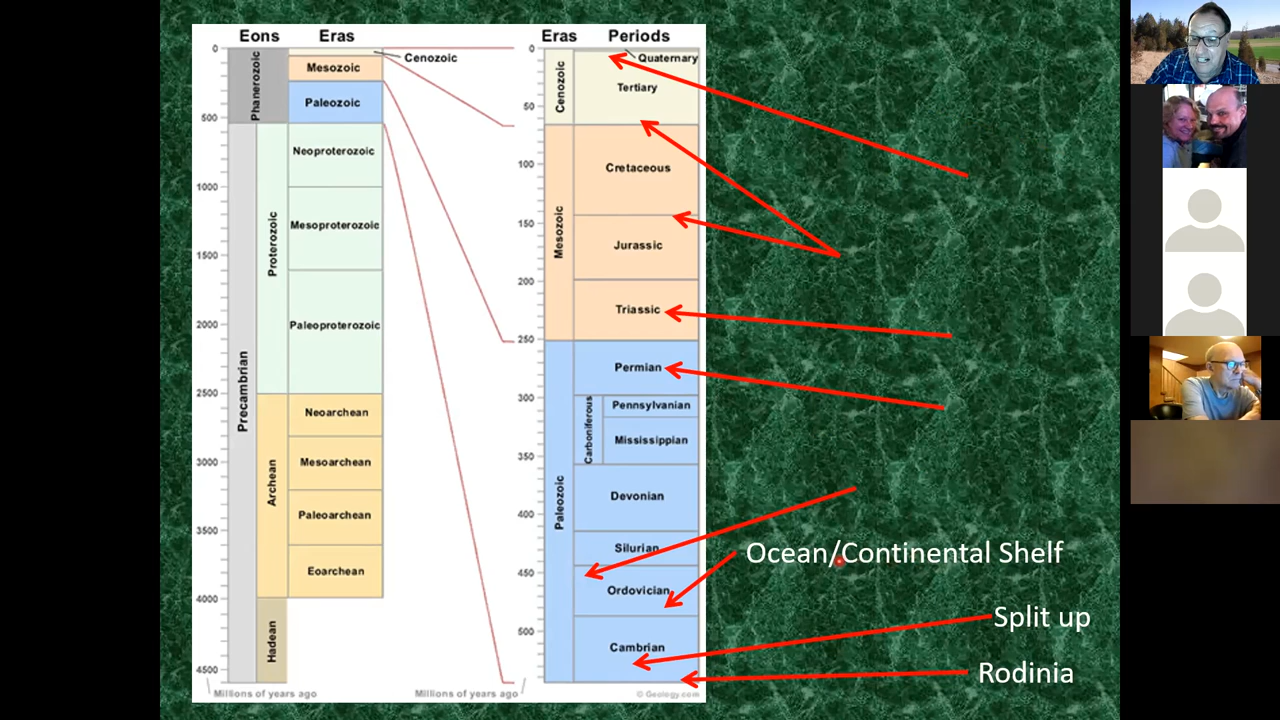 Eons Eras
Eras Periods
0
500
1000
1500
2000
2500
3000
3500
4000
4500
Phanerozoic
Precambrian
Proterozoic
Archean
Hadean
Cenozoic
Mesozoic
Paleozoic
Neoproterozoic
Mesoproterozoic
Paleoproterozoic
Neoarchean
Mesoarchean
Paleoarchean
Eoarchean
Millions of years ago
0
50
100
150
200
250
300
350
400
450
500
Cenozoic
Mesozoic
Paleozoic
Quaternary
Tertiary
Cretaceous
Jurassic
Triassic
Permian
Carboniferous
Pennsylvanian
Mississippian
Devonian
Silurian
Ordovician
Cambrian
Millions of years ago
© Geology.com
Ocean/Continental Shelf
Split up
Rodinia